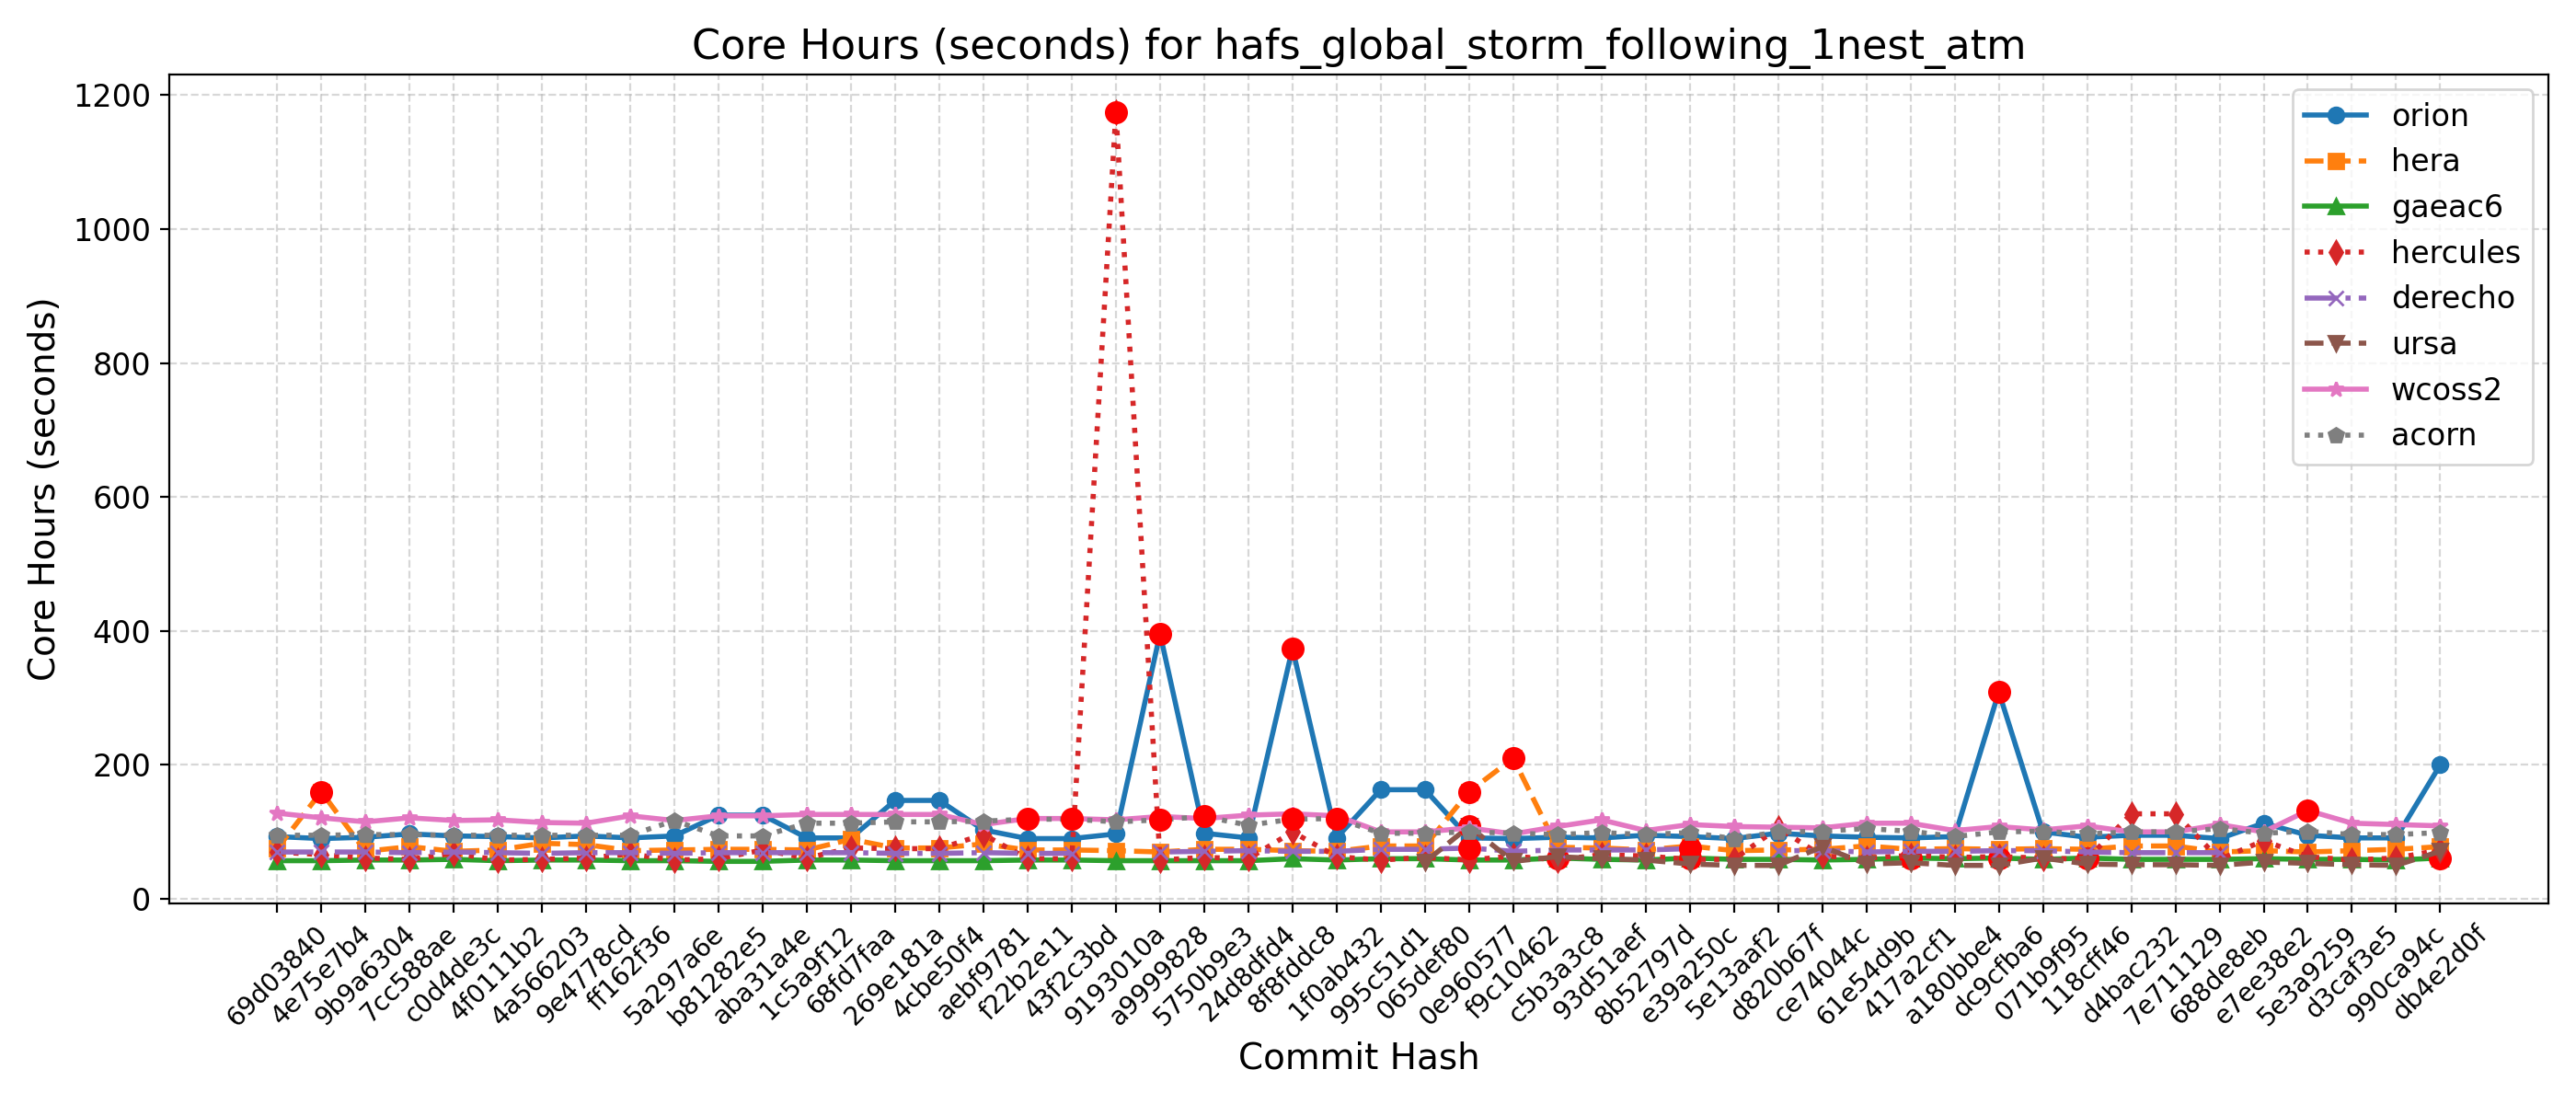 Core Hours (seconds) for hafs_global_storm_following_1nest_atm
Core Hours (seconds)
1200
1000
800
600
400
200
0
orion
hera
gaeac6
hercules
derecho
ursa
wcoss2
acorn
69d03840
4e75e7b4
9b9a6304
7cc588ae
c0d4de3c
4f0111b2
4a566203
9e4778cd
ff162f36
5a297a6e
b81282e5
aba31a4e
1c5a9f12
68fd7faa
269e181a
4cbe50f4
aebf9781
f22b2e11
43f2c3bd
9193010a
a9999828
5750b9e3
24d8dfd4
8f8fddc8
1f0ab432
995c51d1
065def80
0e960577
f9c10462
c5b3a3c8
93d51aef
8b52797d
e39a250c
5e13aaf2
d820b67f
ce74044c
61e54d9b
417a2cf1
a180bbe4
dc9cfba6
071b9f95
118cff46
d4bac232
7e711129
688de8eb
e7ee38e2
5e3a9259
d3caf3e5
990ca94c
db4e2d0f
Commit Hash